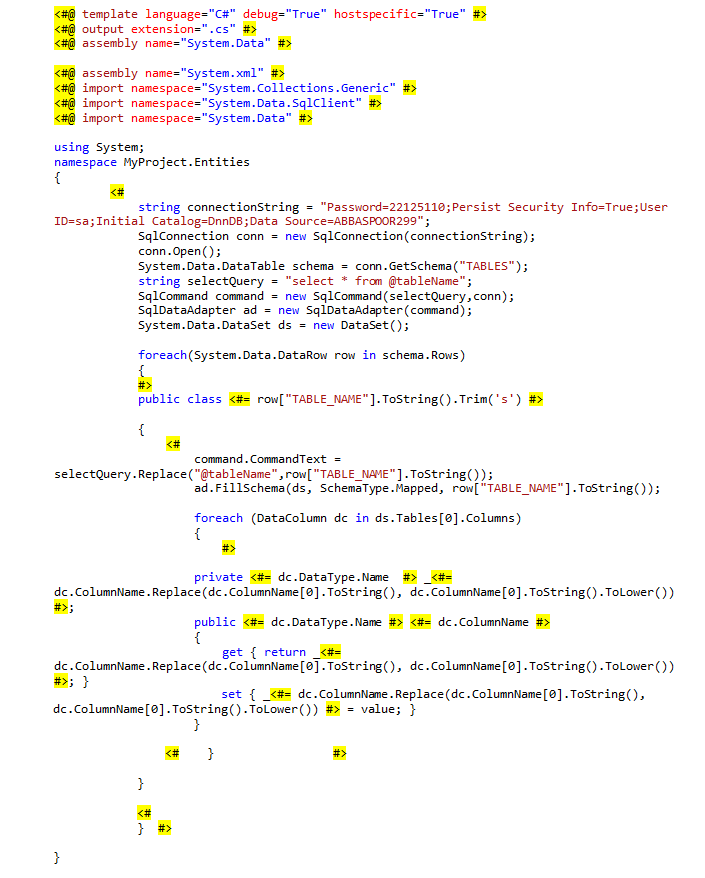 <#@ template language="C#" debug="True" hostspecific="True" #>
<#@ output extension=".cs" #>
<#@ assembly name="System.Data" #>
<#@ assembly name="System.xml" #>
<#@ import namespace="System.Collections.Generic" #>
<#@ import namespace="System.Data.SqlClient" #>
<#@ import namespace="System.Data" #>
using System;
namespace MyProject.Entities
{
<#
string connectionString = "Password=22125110;Persist Security Info=True;User
ID=sa;Initial Catalog=DnnDB;Data Source=ABBASPOOR299";
SqlConnection conn = new SqlConnection(connectionString);
conn.Open();
System.Data.DataTable schema = conn.GetSchema("TABLES");
string selectQuery = "select * from @tableName";
SqlCommand command = new SqlCommand(selectQuery,conn);
SqlDataAdapter ad = new SqlDataAdapter(command);
System.Data.DataSet ds = new DataSet();
foreach(System.Data.DataRow row in schema.Rows)
{
#>
public class <#= row["TABLE_NAME"].ToString().Trim('s') #>
{
<#
command.CommandText =
selectQuery.Replace("@tableName",row["TABLE_NAME"].ToString());
ad.FillSchema(ds, SchemaType.Mapped, row["TABLE_NAME"].ToString());
foreach (DataColumn dc in ds.Tables[0].Columns)
{
#>
private <#= dc.DataType.Name #> _<#=
dc.ColumnName.Replace(dc.ColumnName[0].ToString(), dc.ColumnName[0].ToString().ToLower())
#>;
public <#= dc.DataType.Name #> <#= dc.ColumnName #>
{
get { return _<#=
dc.ColumnName.Replace(dc.ColumnName[0].ToString(), dc.ColumnName[0].ToString().ToLower())
#>; }
set { _<#= dc.ColumnName.Replace(dc.ColumnName[0].ToString(),
dc.ColumnName[0].ToString().ToLower()) #> = value; }
}
<# } #>
}
<#
} #>
}